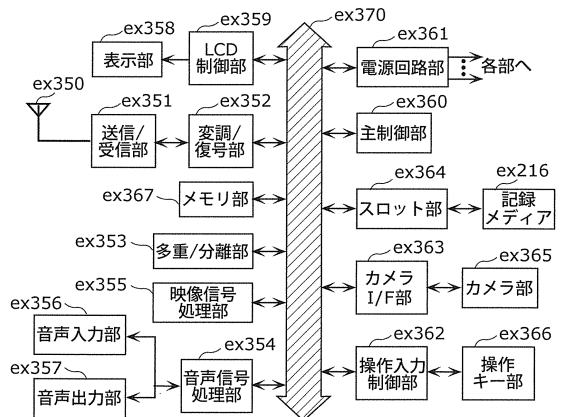 ex358
表示部
ex359
LCD
制御部
ex370
ex361
電源回路部
各部へ
ex350
ex351
送信/
受信部
ex352
変調/
復号部
ex360
主制御部
ex367
メモリ部
ex364
スロット部
ex216
記録
メディア
ex353
多重/分離部
ex355
映像信号
処理部
ex363
カメラ
I/F部
ex365
カメラ部
ex356
音声入力部
ex357
音声出力部
ex354
音声信号
処理部
ex362
操作入力
制御部
ex366
操作
キー部